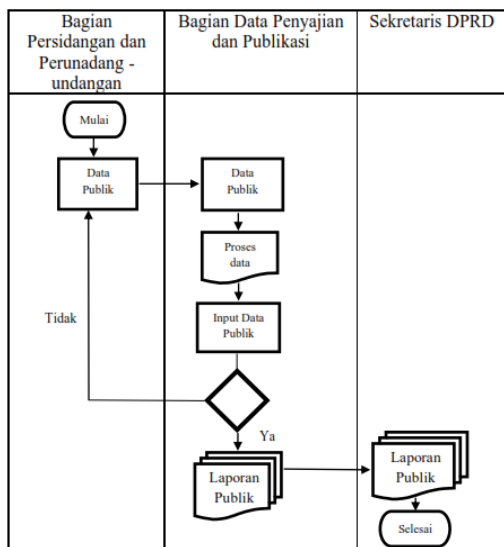 Bagian
Persidangan dan
Perunadang -
undangan
Bagian Data Penyajian
dan Publikasi
Sekretaris DPRD
Mulai
Data
Publik
Data
Publik
Proses
data
Input Data
Publik
Tidak
Ya
Laporan
Publik
Laporan
Publik
Selesai